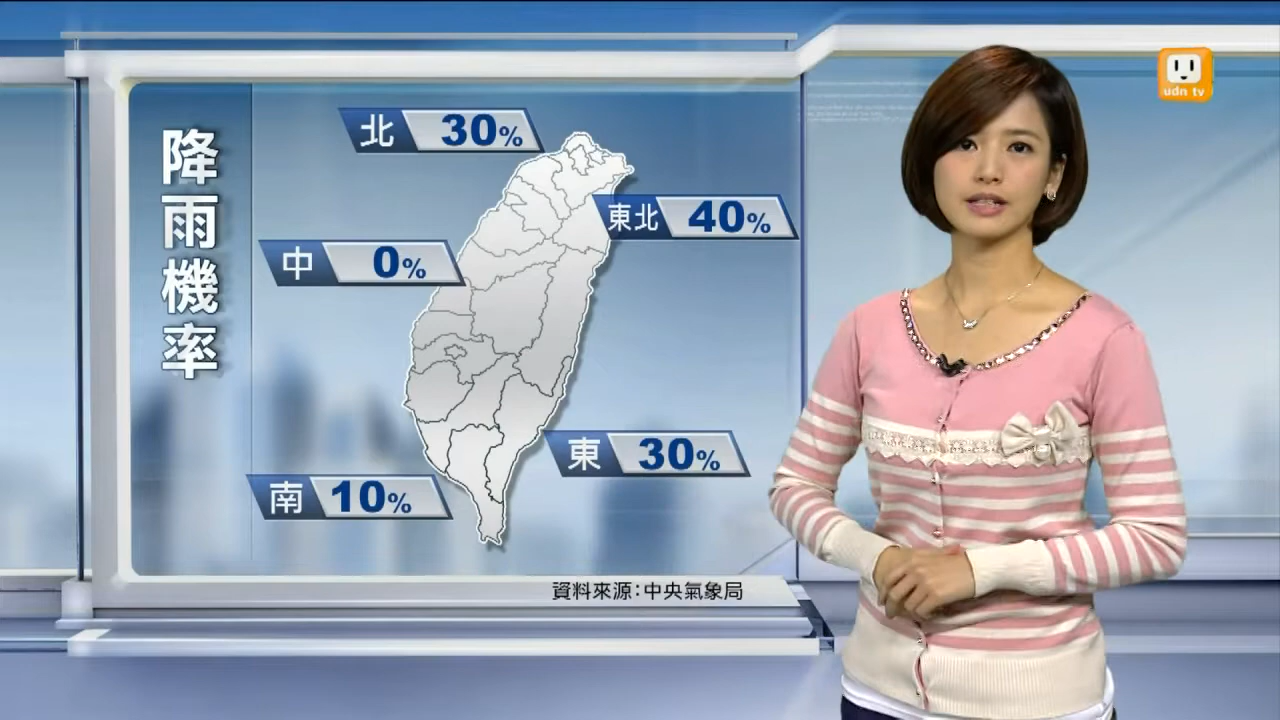 降雨機率
北 30%
東北 40%
中 0%
東 30%
南 10%
資料來源:中央氣象局
udn tv